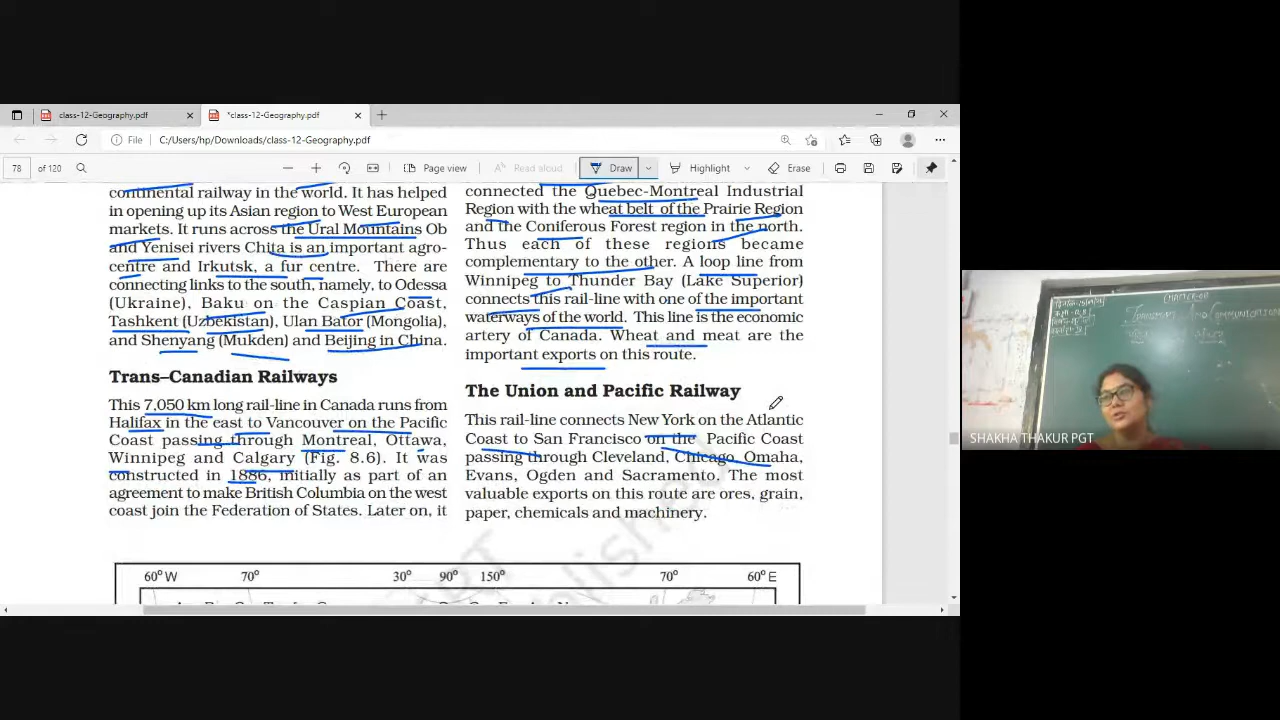 class-12-Geography.pdf
*class-12-Geography.pdf
File
C:/Users/hp/Downloads/class-12-Geography.pdf
78
of 120
Page view
Read aloud
Draw
Highlight
Erase
continental railway in the world. It has helped
in opening up its Asian region to West European
markets. It runs across the Ural Mountains Ob
and Yenisei rivers Chita is an important agro-
centre and Irkutsk, a fur centre. There are
connecting links to the south, namely, to Odessa
(Ukraine), Baku on the Caspian Coast,
Tashkent (Uzbekistan), Ulan Bator (Mongolia),
and Shenyang (Mukden) and Beijing in China.
Trans–Canadian Railways
This 7,050 km long rail-line in Canada runs from
Halifax in the east to Vancouver on the Pacific
Coast passing through Montreal, Ottawa,
Winnipeg and Calgary (Fig. 8.6). It was
constructed in 1886, initially as part of an
agreement to make British Columbia on the west
coast join the Federation of States. Later on, it
connected the Quebec-Montreal Industrial
Region with the wheat belt of the Prairie Region
and the Coniferous Forest region in the north.
Thus each of these regions became
complementary to the other. A loop line from
Winnipeg to Thunder Bay (Lake Superior)
connects this rail-line with one of the important
waterways of the world. This line is the economic
artery of Canada. Wheat and meat are the
important exports on this route.
The Union and Pacific Railway
This rail-line connects New York on the Atlantic
Coast to San Francisco on the Pacific Coast
passing through Cleveland, Chicago, Omaha,
Evans, Ogden and Sacramento. The most
valuable exports on this route are ores, grain,
paper, chemicals and machinery.
60° W 70° 30° 90° 150° 70° 60° E
SHAKHA THAKUR PGT